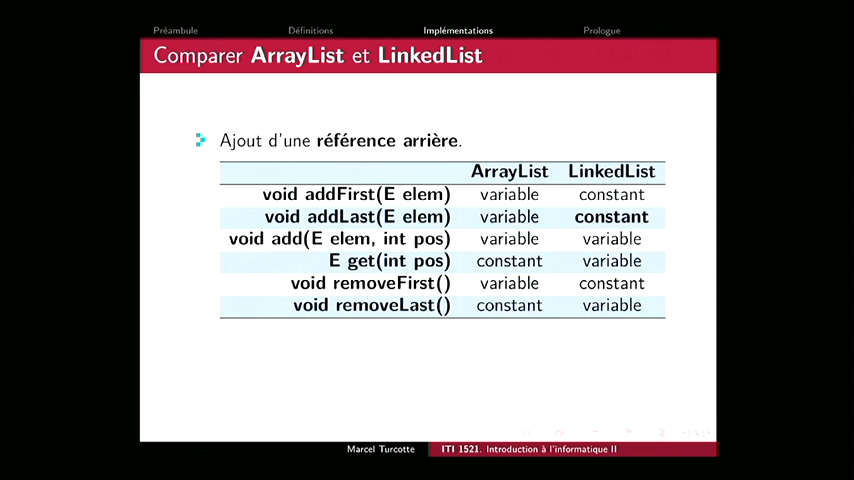 Préambule Définitions Implémentations Prologue
Comparer ArrayList et LinkedList
Ajout d'une référence arrière.
ArrayList LinkedList
void addFirst(E elem) variable constant
void addLast(E elem) variable constant
void add(E elem, int pos) variable variable
E get(int pos) constant variable
void removeFirst() variable constant
void removeLast() constant variable
Marcel Turcotte ITI 1521. Introduction à l'informatique II